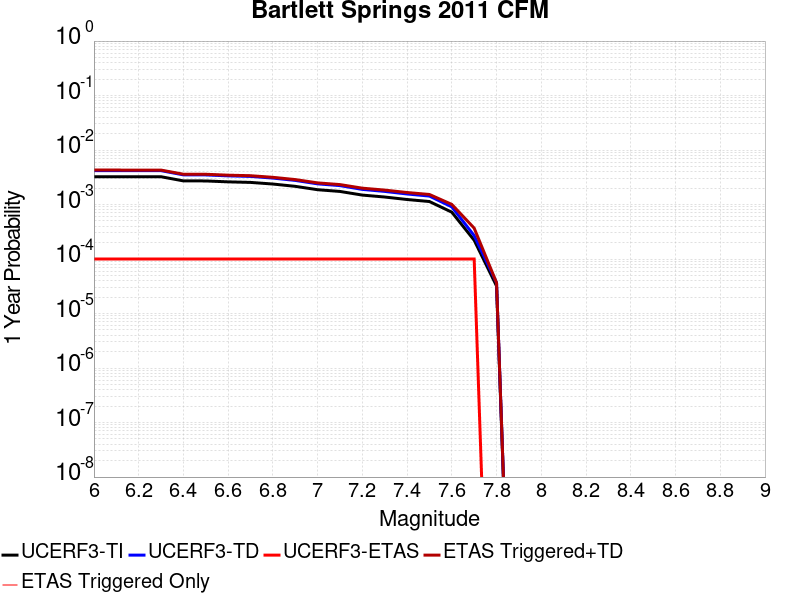 Bartlett Springs 2011 CFM
10^0
10^-1
10^-2
10^-3
10^-4
10^-5
10^-6
10^-7
10^-8
1 Year Probability
6 6.2 6.4 6.6 6.8 7 7.2 7.4 7.6 7.8 8 8.2 8.4 8.6 8.8 9
Magnitude
UCERF3-TI UCERF3-TD UCERF3-ETAS ETAS Triggered+TD
ETAS Triggered Only